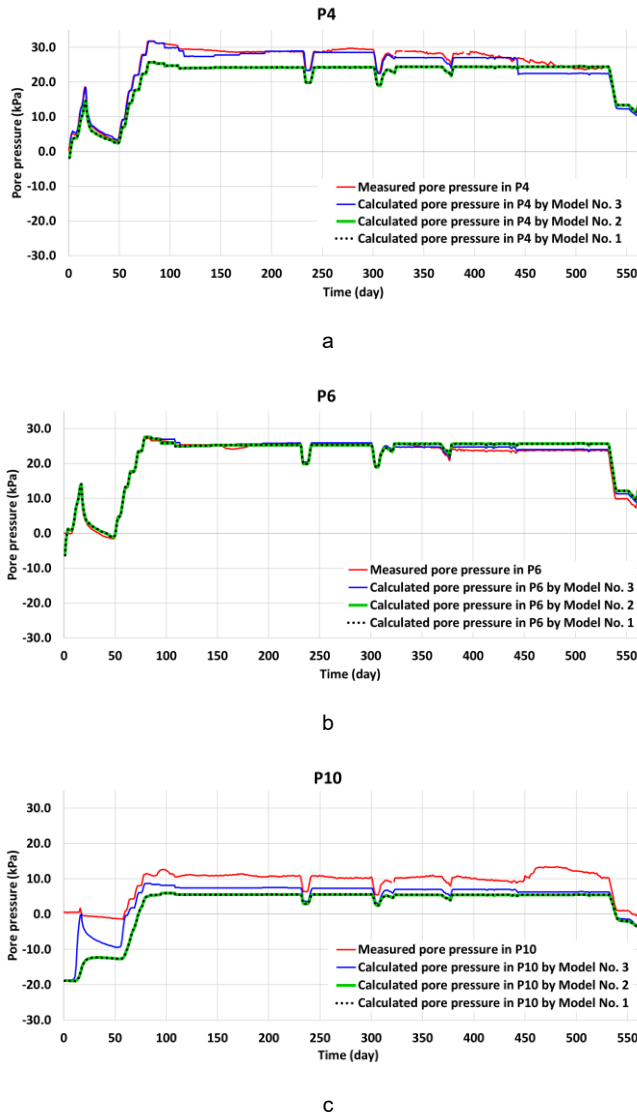 P4
30.0
20.0
10.0
0.0
-10.0
-20.0
-30.0
Pore pressure (kPa)
Measured pore pressure in P4
Calculated pore pressure in P4 by Model No. 3
Calculated pore pressure in P4 by Model No. 2
Calculated pore pressure in P4 by Model No. 1
0 50 100 150 200 250 300 350 400 450 500 550
Time (day)
a
P6
30.0
20.0
10.0
0.0
-10.0
-20.0
-30.0
Pore pressure (kPa)
Measured pore pressure in P6
Calculated pore pressure in P6 by Model No. 3
Calculated pore pressure in P6 by Model No. 2
Calculated pore pressure in P6 by Model No. 1
0 50 100 150 200 250 300 350 400 450 500 550
Time (day)
b
P10
30.0
20.0
10.0
0.0
-10.0
-20.0
-30.0
Pore pressure (kPa)
Measured pore pressure in P10
Calculated pore pressure in P10 by Model No. 3
Calculated pore pressure in P10 by Model No. 2
Calculated pore pressure in P10 by Model No. 1
0 50 100 150 200 250 300 350 400 450 500 550
Time (day)
c